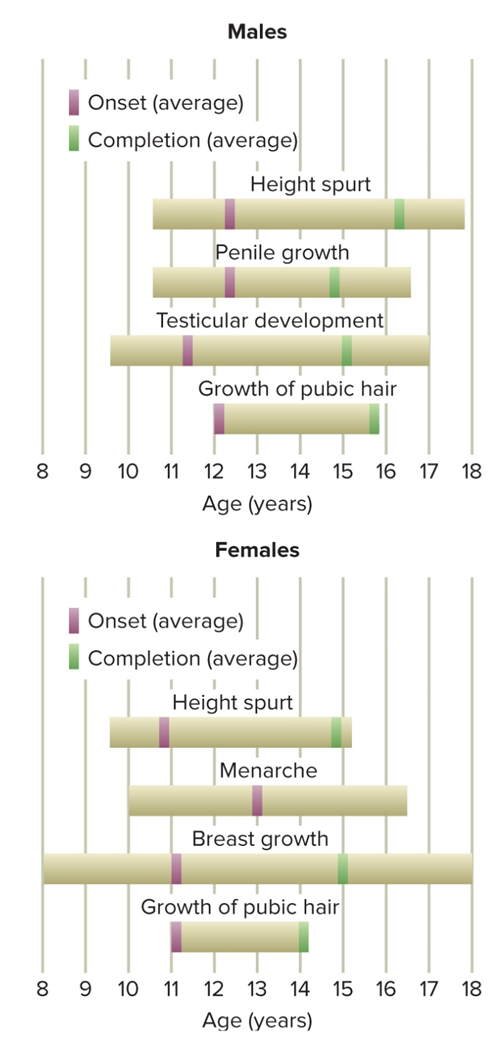 Males
Onset (average)
Completion (average)
Height spurt
Penile growth
Testicular development
Growth of pubic hair
8 9 10 11 12 13 14 15 16 17 18
Age (years)
Females
Onset (average)
Completion (average)
Height spurt
Menarche
Breast growth
Growth of pubic hair
8 9 10 11 12 13 14 15 16 17 18
Age (years)